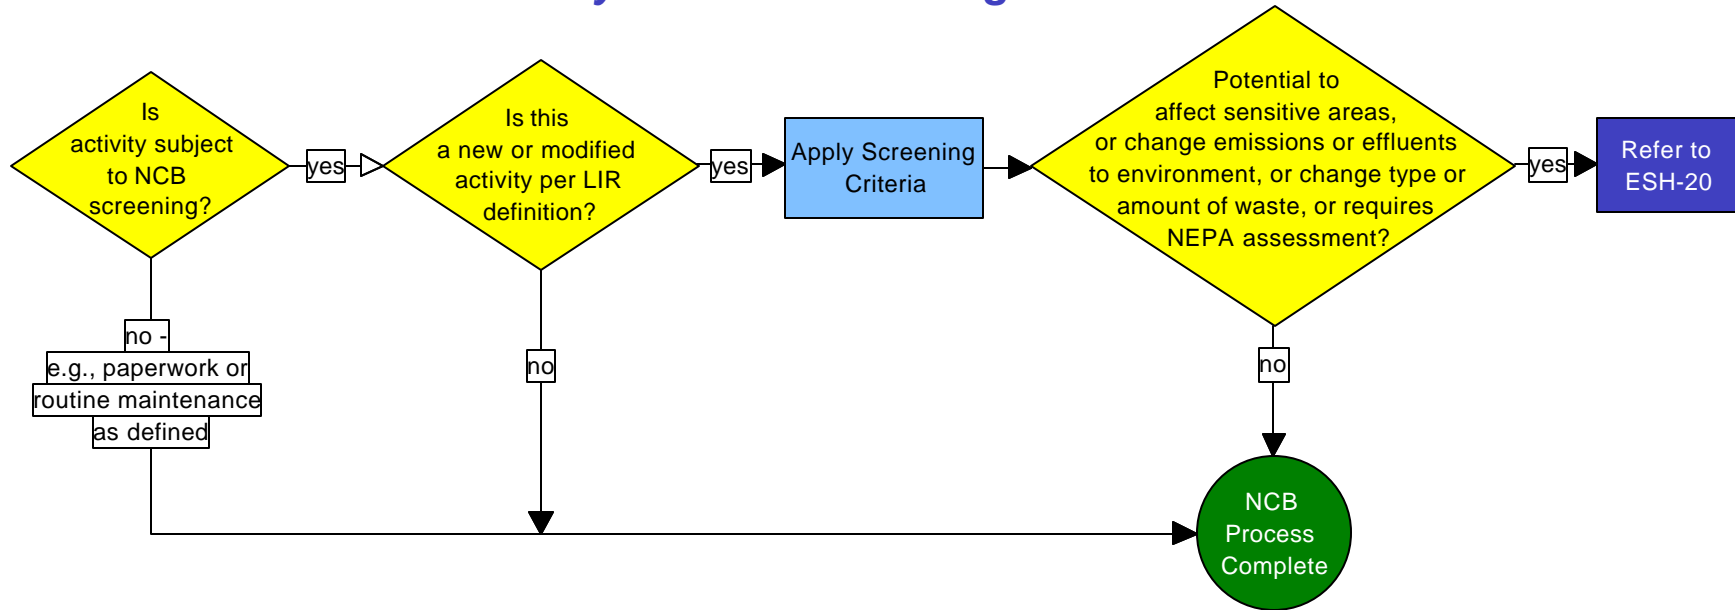 Is
activity subject
to NCB
screening?
yes
Is this
a new or modified
activity per LIR
definition?
yes
Apply Screening
Criteria
Potential to
affect sensitive areas,
or change emissions or effluents
to environment, or change type or
amount of waste, or requires
NEPA assessment?
yes
Refer to
ESH-20
no -
e.g., paperwork or
routine maintenance
as defined
no
no
NCB
Process
Complete